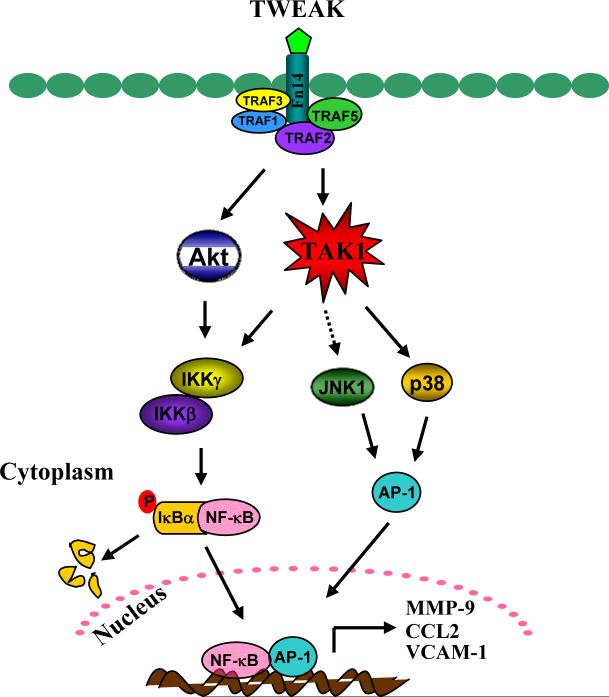 TWEAK
Fn14
TRAF3
TRAF1
TRAF5
TRAF2
Akt
TAK1
IKKγ
IKKβ
JNK1
p38
Cytoplasm
P
IκBα
NF-κB
AP-1
Nucleus
MMP-9
CCL2
VCAM-1
NF-κB
AP-1